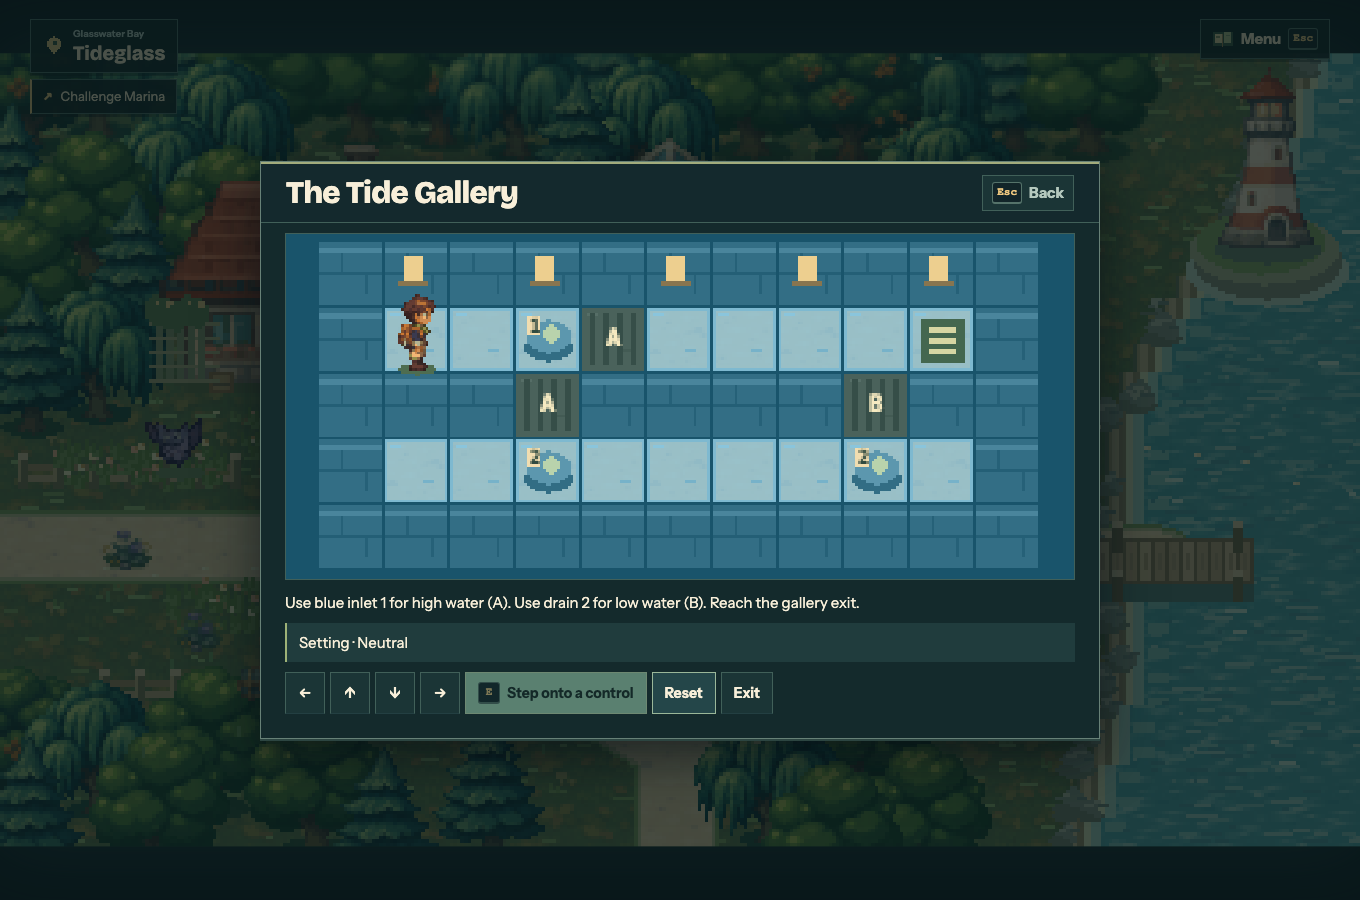 Glasswater Bay
Tideglass
Challenge Marina
Menu Esc
The Tide Gallery
Esc Back
1 A
A B
2 2
Use blue inlet 1 for high water (A). Use drain 2 for low water (B). Reach the gallery exit.
Setting · Neutral
E Step onto a control Reset Exit